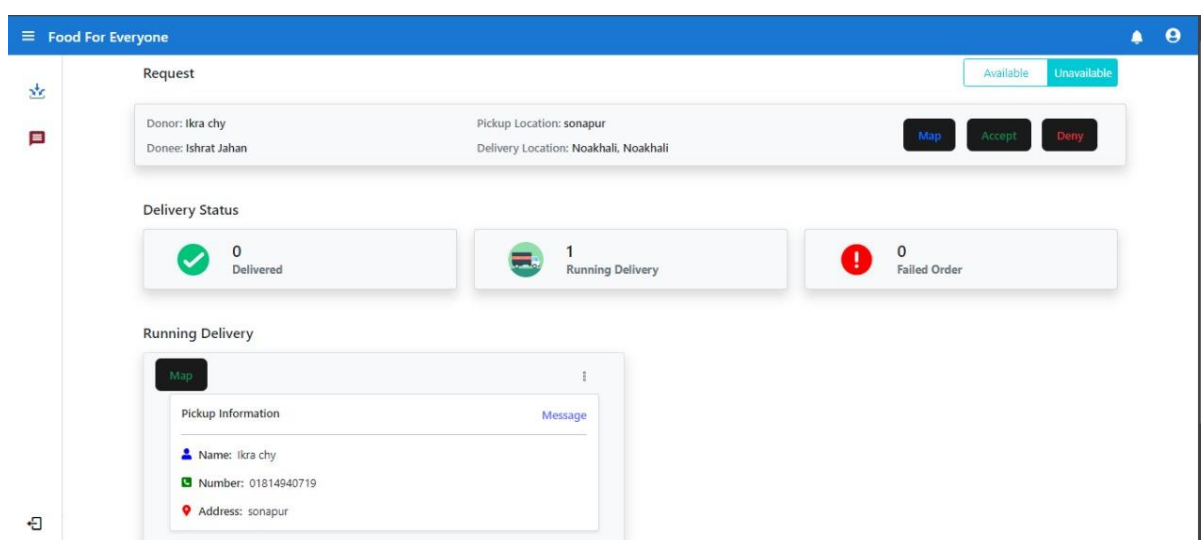 Food For Everyone
Request
Available Unavailable
Donor: Ikra chy
Pickup Location: sonapur
Donee: Ishrat Jahan
Delivery Location: Noakhali, Noakhali
Map Accept Deny
Delivery Status
0
Delivered
1
Running Delivery
0
Failed Order
Running Delivery
Map
Pickup Information
Message
Name: Ikra chy
Number: 01814940719
Address: sonapur